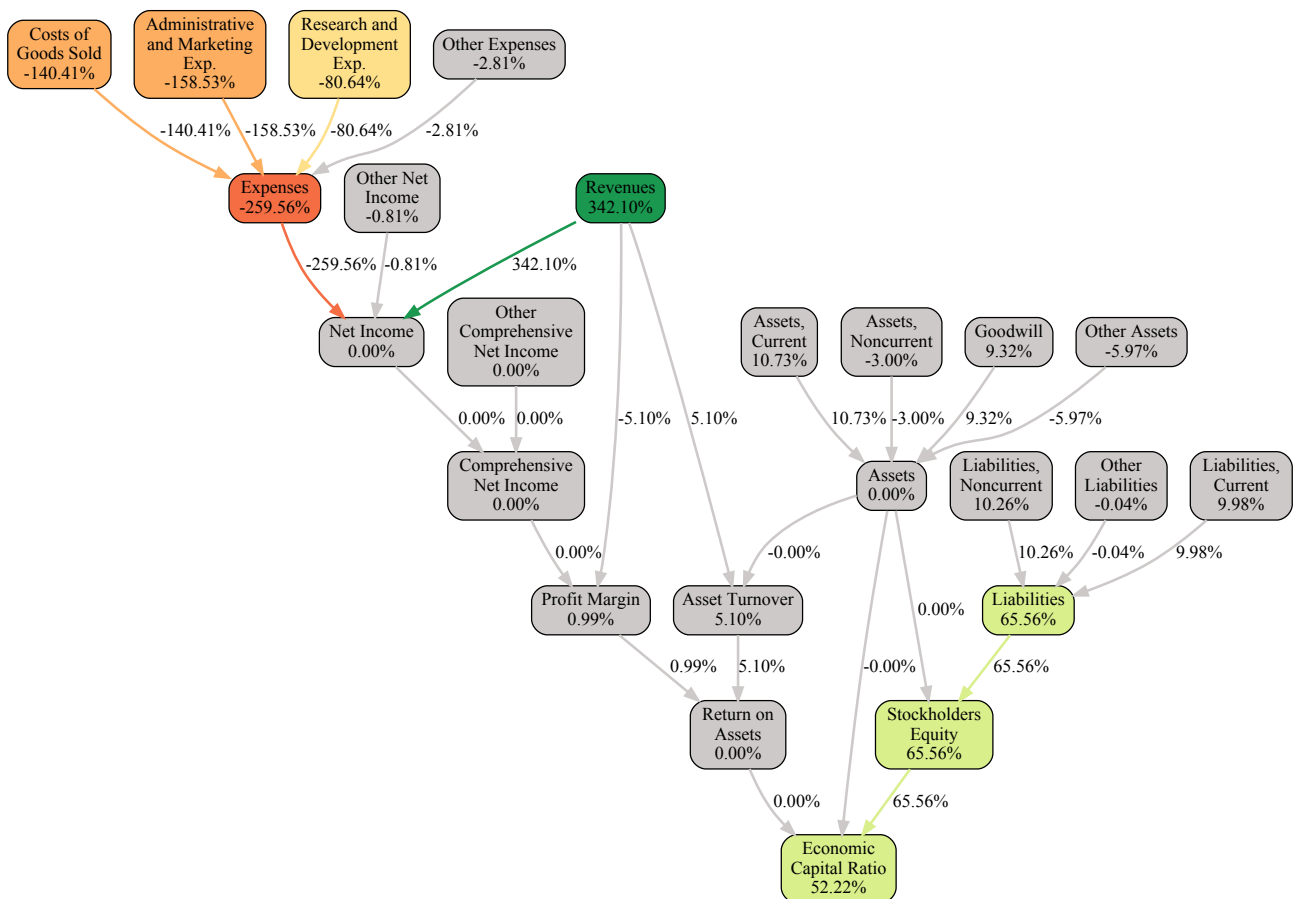 Costs of
Goods Sold
-140.41%
Administrative
and Marketing
Exp.
-158.53%
Research and
Development
Exp.
-80.64%
Other Expenses
-2.81%
-140.41%
-158.53%
-80.64%
-2.81%
Expenses
-259.56%
Other Net
Income
-0.81%
Revenues
342.10%
-259.56%
-0.81%
342.10%
Net Income
0.00%
Other
Comprehensive
Net Income
0.00%
Assets,
Current
10.73%
Assets,
Noncurrent
-3.00%
Goodwill
9.32%
Other Assets
-5.97%
0.00%
0.00%
-5.10%
5.10%
10.73%
-3.00%
9.32%
-5.97%
Comprehensive
Net Income
0.00%
Assets
0.00%
Liabilities,
Noncurrent
10.26%
Other
Liabilities
-0.04%
Liabilities,
Current
9.98%
0.00%
-0.00%
10.26%
-0.04%
9.98%
Profit Margin
0.99%
Asset Turnover
5.10%
0.00%
Liabilities
65.56%
0.99%
5.10%
-0.00%
65.56%
Return on
Assets
0.00%
Stockholders
Equity
65.56%
0.00%
65.56%
Economic
Capital Ratio
52.22%